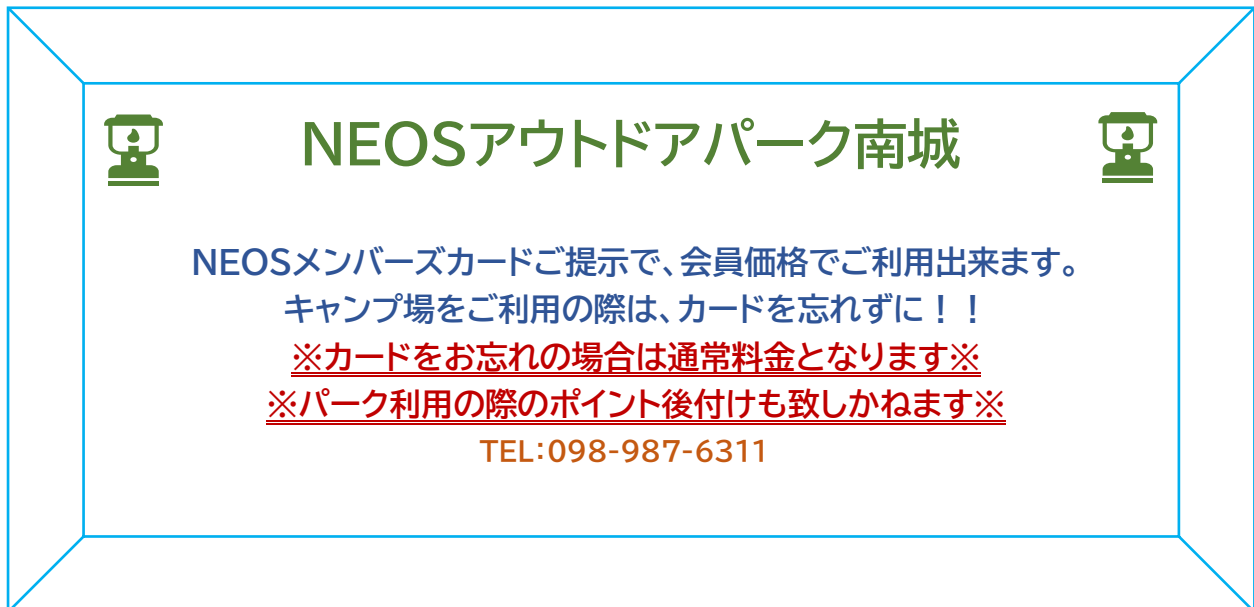 NEOSアウトドアパーク南城
NEOSメンバーズカードご提示で、会員価格でご利用出来ます。
キャンプ場をご利用の際は、カードを忘れずに！！
※カードをお忘れの場合は通常料金となります※
※パーク利用の際のポイント後付けも致しかねます※
TEL：098-987-6311